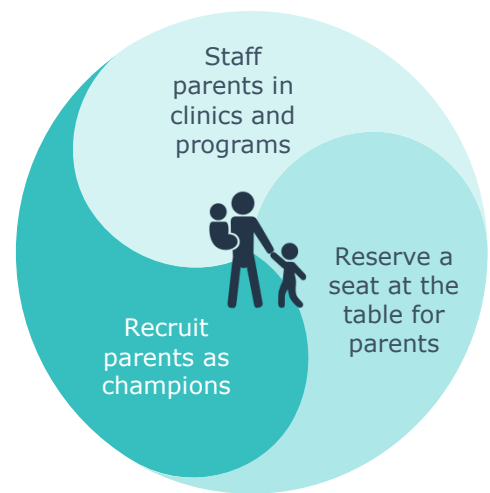 Staff
parents in
clinics and
programs
Reserve a
seat at the
table for
parents
Recruit
parents as
champions